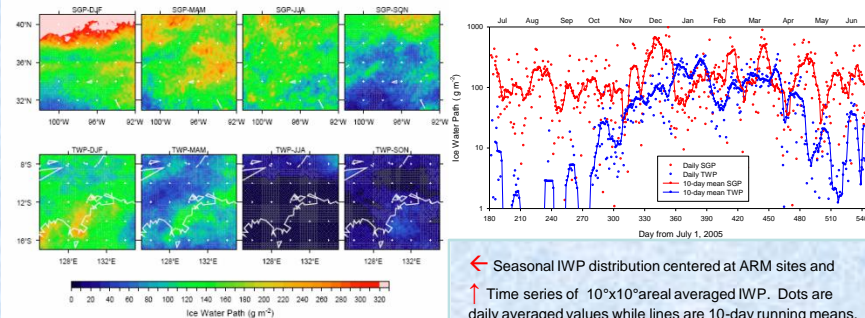 SGP-DJF SGP-MAM SGP-JJA SGP-SON
41°N
36°N
32°N
100°W 96°W 92°W 100°W 96°W 92°W 100°W 96°W 92°W 100°W 96°W 92°W
TWP-DJF TWP-MAM TWP-JJA TWP-SON
8°S
12°S
16°S
128°E 132°E 128°E 132°E 128°E 132°E 128°E 132°E
0 20 40 60 80 100 120 140 160 180 200 220 240 260 280 300 320
Ice Water Path (g m⁻²)
Jul Aug Sep Oct Nov Dec Jan Feb Mar Apr May Jun
Ice Water Path (g m⁻²)
1000
100
10
1
Daily SGP
Daily TWP
10-day mean SGP
10-day mean TWP
180 210 240 270 300 330 360 390 420 450 480 510 540
Day from July 1, 2005
← Seasonal IWP distribution centered at ARM sites and
↑ Time series of 10°x10°areal averaged IWP. Dots are
daily averaged values while lines are 10-day running means.